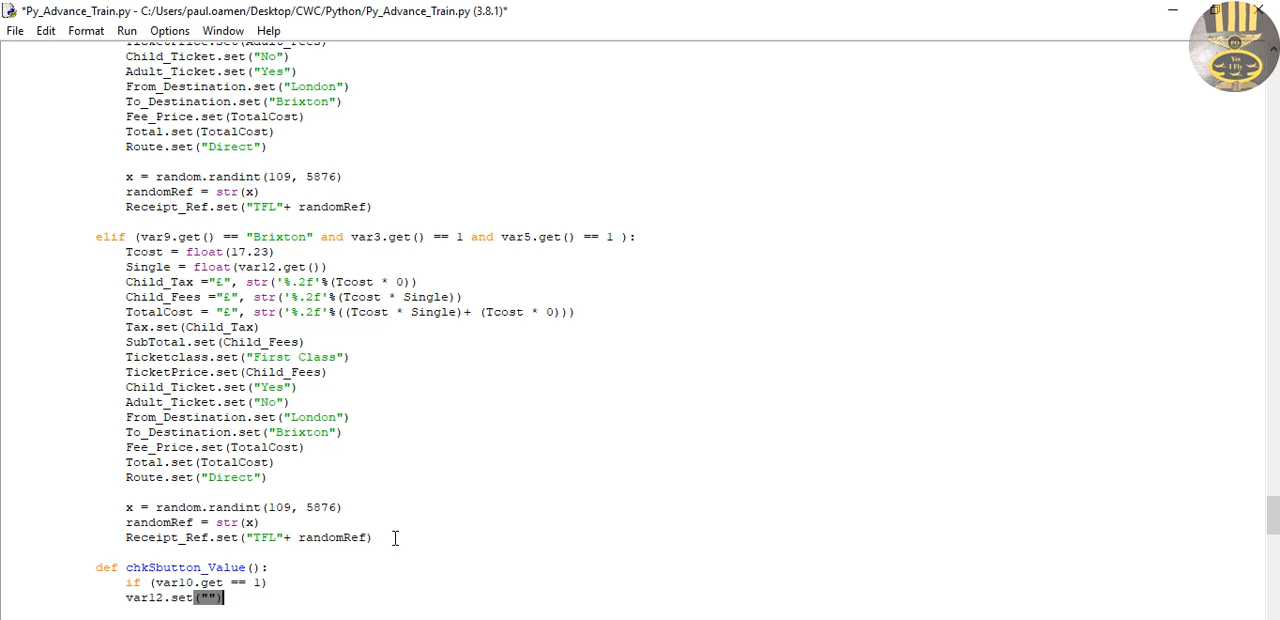 *Py_Advance_Train.py - C:/Users/paul.oamen/Desktop/CWC/Python/Py_Advance_Train.py (3.8.1)*
File Edit Format Run Options Window Help
TicketPrice.set(Adult_Fees)
Child_Ticket.set("No")
Adult_Ticket.set("Yes")
From_Destination.set("London")
To_Destination.set("Brixton")
Fee_Price.set(TotalCost)
Total.set(TotalCost)
Route.set("Direct")
x = random.randint(109, 5876)
randomRef = str(x)
Receipt_Ref.set("TFL"+ randomRef)
elif (var9.get() == "Brixton" and var3.get() == 1 and var5.get() == 1 ):
Tcost = float(17.23)
Single = float(var12.get())
Child_Tax ="£", str('%.2f'%(Tcost * 0))
Child_Fees ="£", str('%.2f'%(Tcost * Single))
TotalCost = "£", str('%.2f'%((Tcost * Single)+ (Tcost * 0)))
Tax.set(Child_Tax)
SubTotal.set(Child_Fees)
Ticketclass.set("First Class")
TicketPrice.set(Child_Fees)
Child_Ticket.set("Yes")
Adult_Ticket.set("No")
From_Destination.set("London")
To_Destination.set("Brixton")
Fee_Price.set(TotalCost)
Total.set(TotalCost)
Route.set("Direct")
x = random.randint(109, 5876)
randomRef = str(x)
Receipt_Ref.set("TFL"+ randomRef)
def chkSbutton_Value():
if (var10.get == 1)
var12.set("")
PO
Yes
I Fly